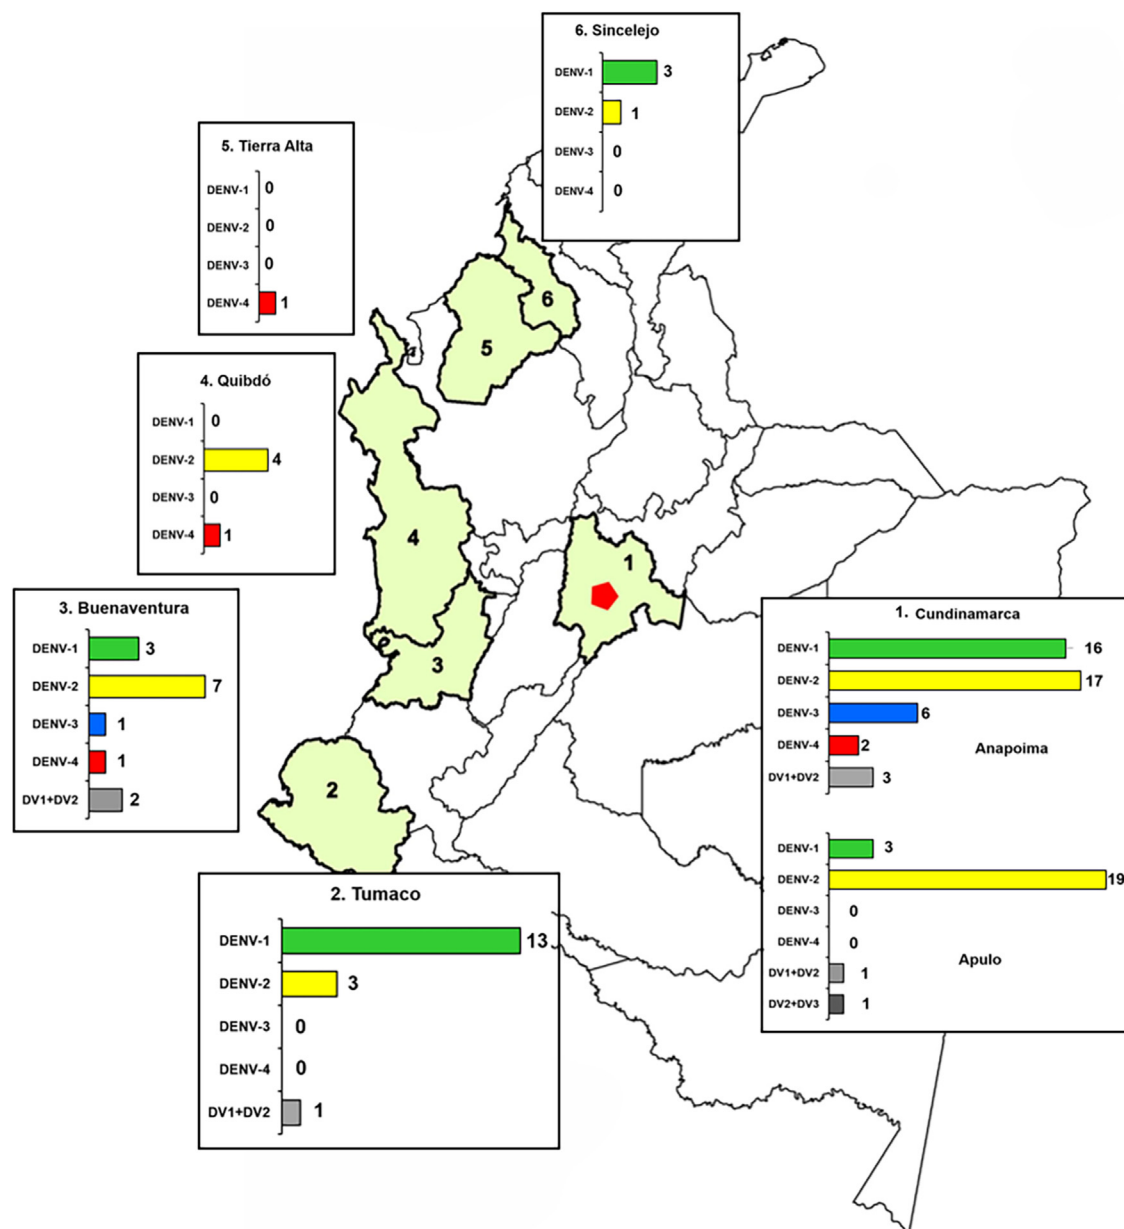 6. Sincelejo
DENV-1 3
DENV-2 1
DENV-3 0
DENV-4 0
5. Tierra Alta
DENV-1 0
DENV-2 0
DENV-3 0
DENV-4 1
4. Quibdó
DENV-1 0
DENV-2 4
DENV-3 0
DENV-4 1
3. Buenaventura
DENV-1 3
DENV-2 7
DENV-3 1
DENV-4 1
DV1+DV2 2
6
5
4
1
3
2
1. Cundinamarca
DENV-1 16
DENV-2 17
DENV-3 6
DENV-4 2
Anapoima
DV1+DV2 3
DENV-1 3
DENV-2 19
DENV-3 0
DENV-4 0
Apulo
DV1+DV2 1
DV2+DV3 1
2. Tumaco
DENV-1 13
DENV-2 3
DENV-3 0
DENV-4 0
DV1+DV2 1